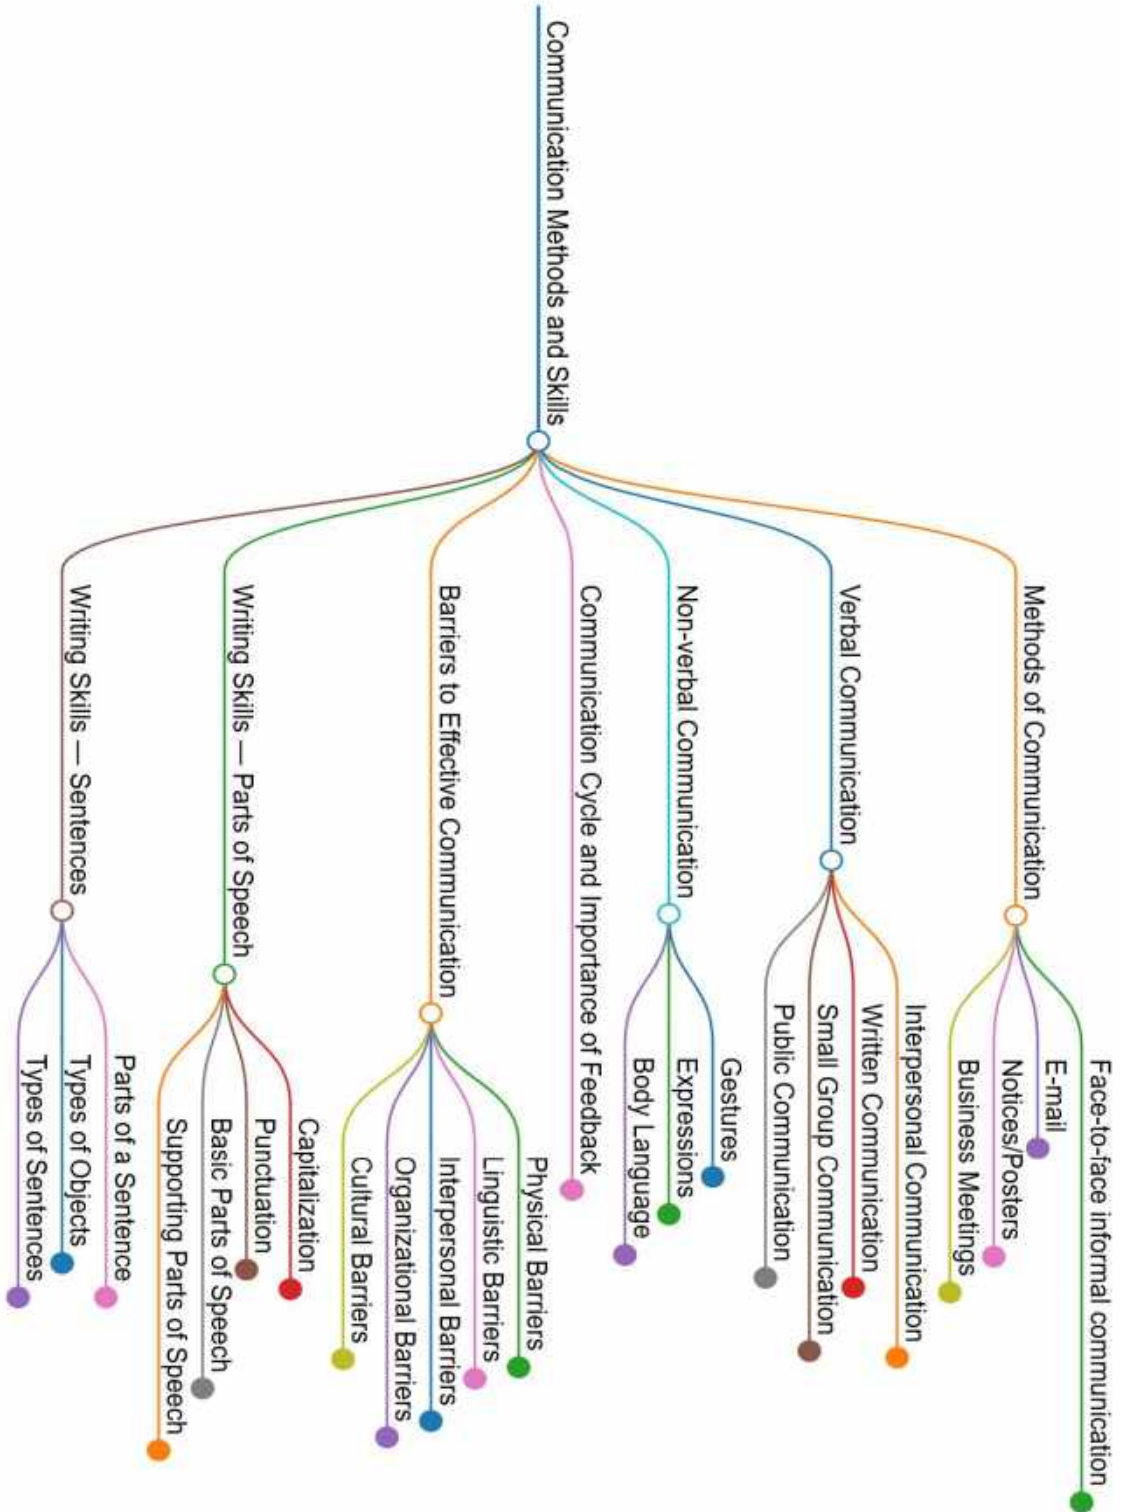 Communication Methods and Skills
Methods of Communication
Face-to-face informal communication
E-mail
Notices/Posters
Business Meetings
Verbal Communication
Interpersonal Communication
Written Communication
Small Group Communication
Public Communication
Non-verbal Communication
Gestures
Expressions
Body Language
Communication Cycle and Importance of Feedback
Barriers to Effective Communication
Physical Barriers
Linguistic Barriers
Interpersonal Barriers
Organizational Barriers
Cultural Barriers
Writing Skills — Parts of Speech
Capitalization
Punctuation
Basic Parts of Speech
Supporting Parts of Speech
Writing Skills — Sentences
Parts of a Sentence
Types of Objects
Types of Sentences